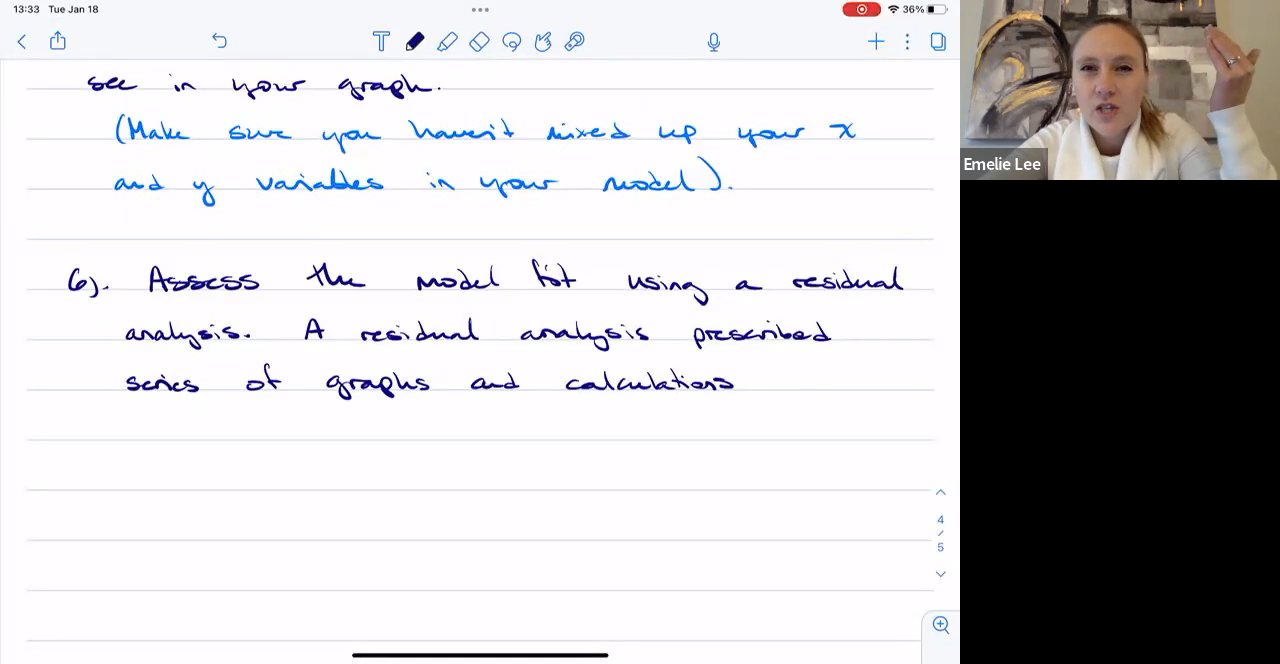 13:33 Tue Jan 18
36%
see in your graph.
(Make sure you haven't mixed up your x
and y variables in your model).
6). Assess the model fit using a residual
analysis. A residual analysis prescribed
series of graphs and calculations
4
/
5
Emelie Lee